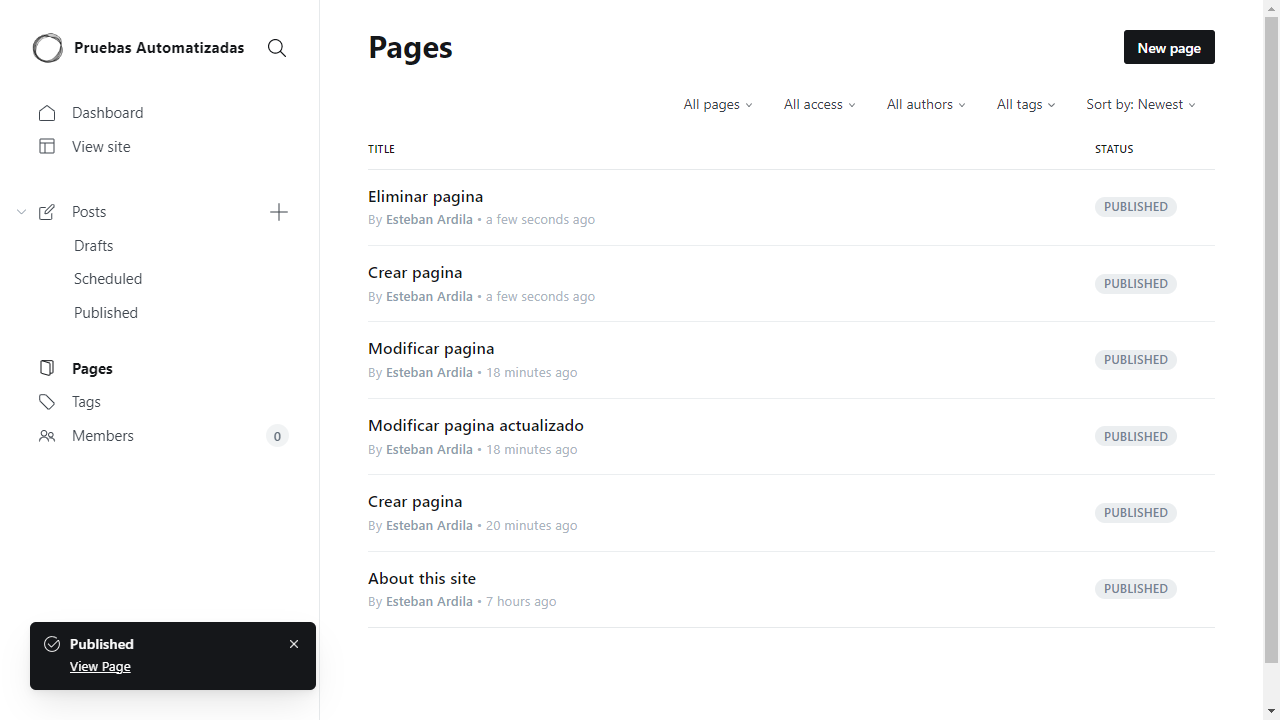 Pruebas Automatizadas
Dashboard
View site
Posts
Drafts
Scheduled
Published
Pages
Tags
Members 0
Published
View Page
Pages
New page
All pages All access All authors All tags Sort by: Newest
TITLE STATUS
Eliminar pagina
By Esteban Ardila • a few seconds ago
PUBLISHED
Crear pagina
By Esteban Ardila • a few seconds ago
PUBLISHED
Modificar pagina
By Esteban Ardila • 18 minutes ago
PUBLISHED
Modificar pagina actualizado
By Esteban Ardila • 18 minutes ago
PUBLISHED
Crear pagina
By Esteban Ardila • 20 minutes ago
PUBLISHED
About this site
By Esteban Ardila • 7 hours ago
PUBLISHED